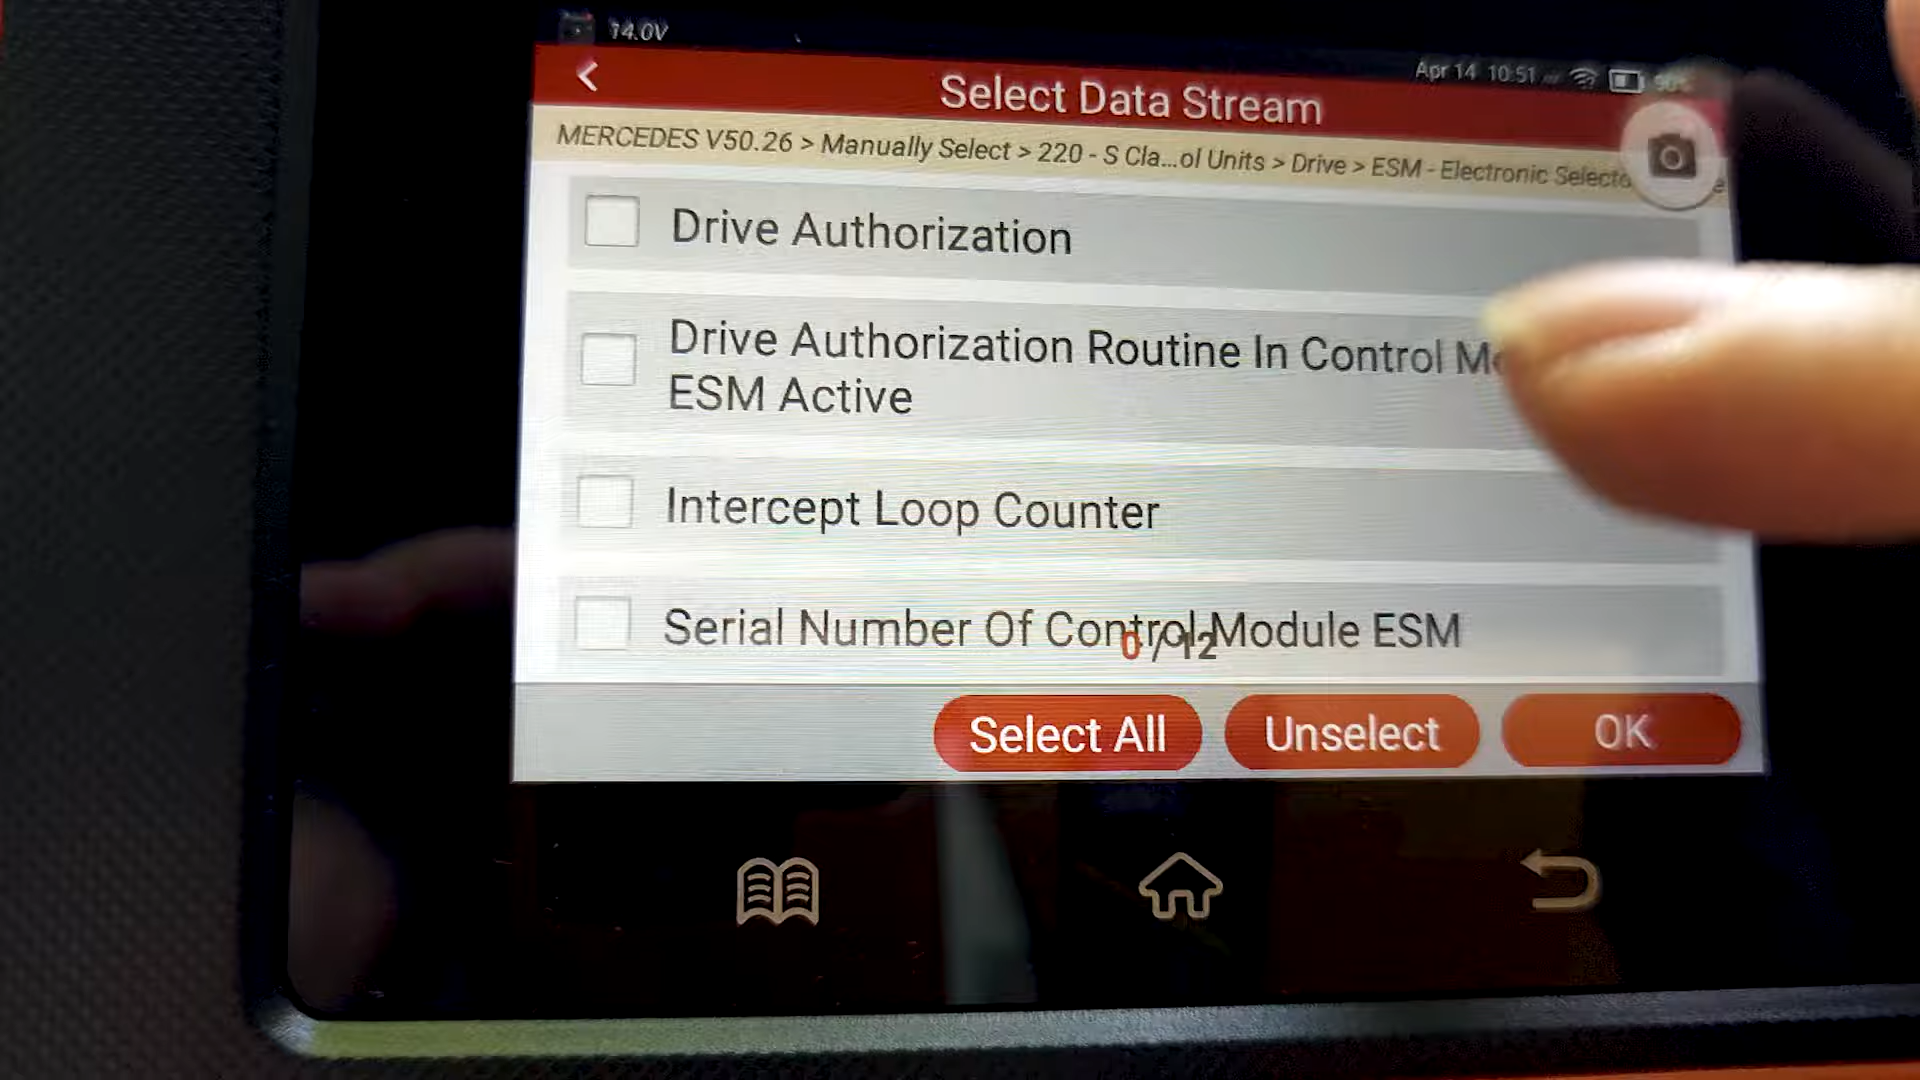 14.0V
Apr 14 10:51 90%
Select Data Stream
MERCEDES V50.26 > Manually Select > 220 - S Cla...ol Units > Drive > ESM - Electronic
Drive Authorization
Drive Authorization Routine In Control
ESM Active
Intercept Loop Counter
Serial Number Of Control Module ESM
0/12
Select All Unselect OK